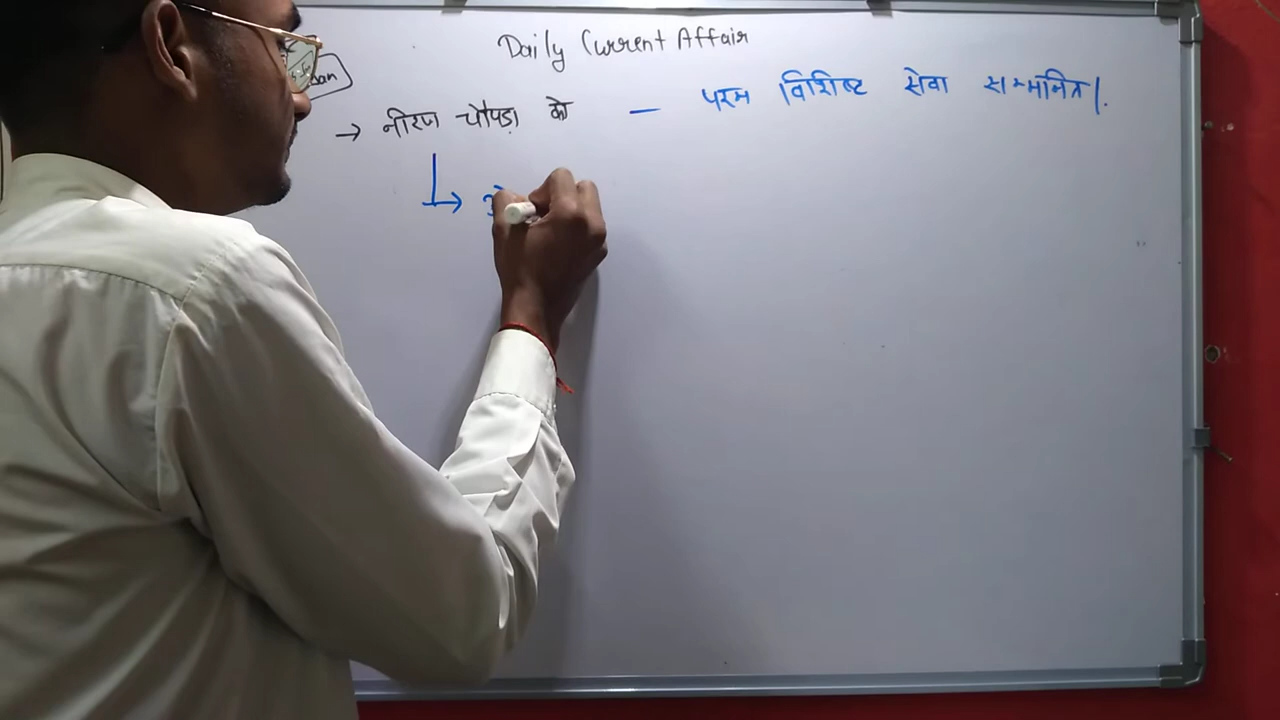 Daily Current Affair
→ नीरज चौपड़ा को — परम विशिष्ट सेवा सम्मानित।